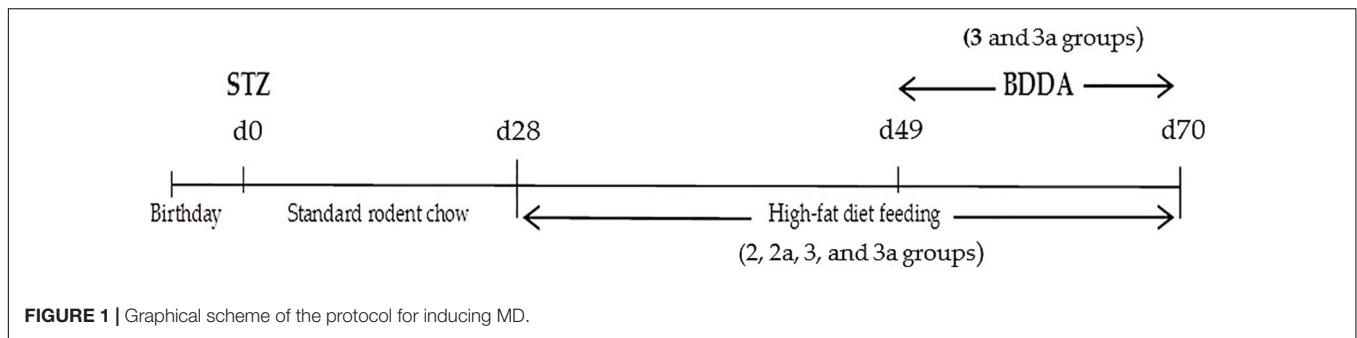 (3 and 3a groups)
STZ
BDDA
d0
d28
d49
d70
Birthday
Standard rodent chow
High-fat diet feeding
(2, 2a, 3, and 3a groups)
FIGURE 1 | Graphical scheme of the protocol for inducing MD.